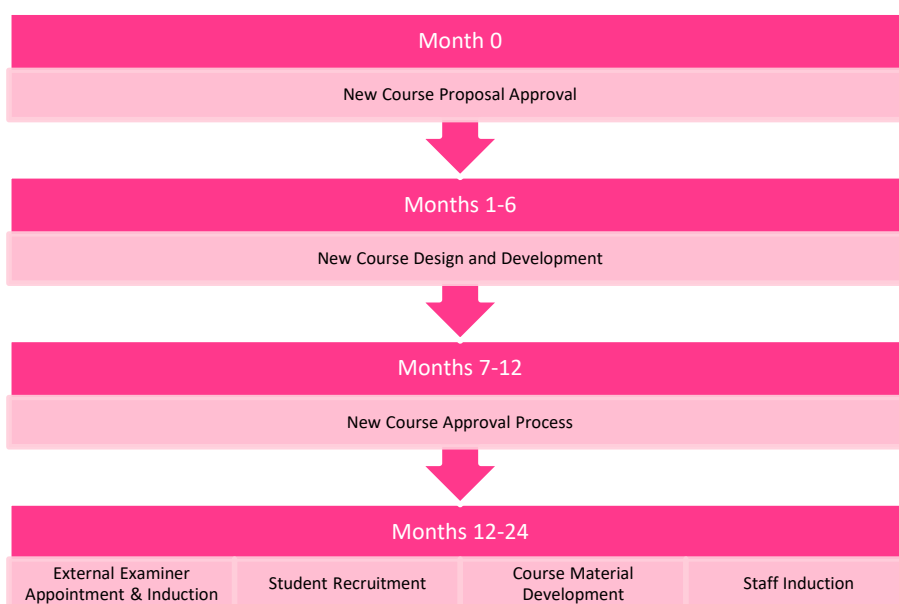 Month 0
New Course Proposal Approval
Months 1-6
New Course Design and Development
Months 7-12
New Course Approval Process
Months 12-24
External Examiner
Appointment & Induction
Student Recruitment
Course Material
Development
Staff Induction